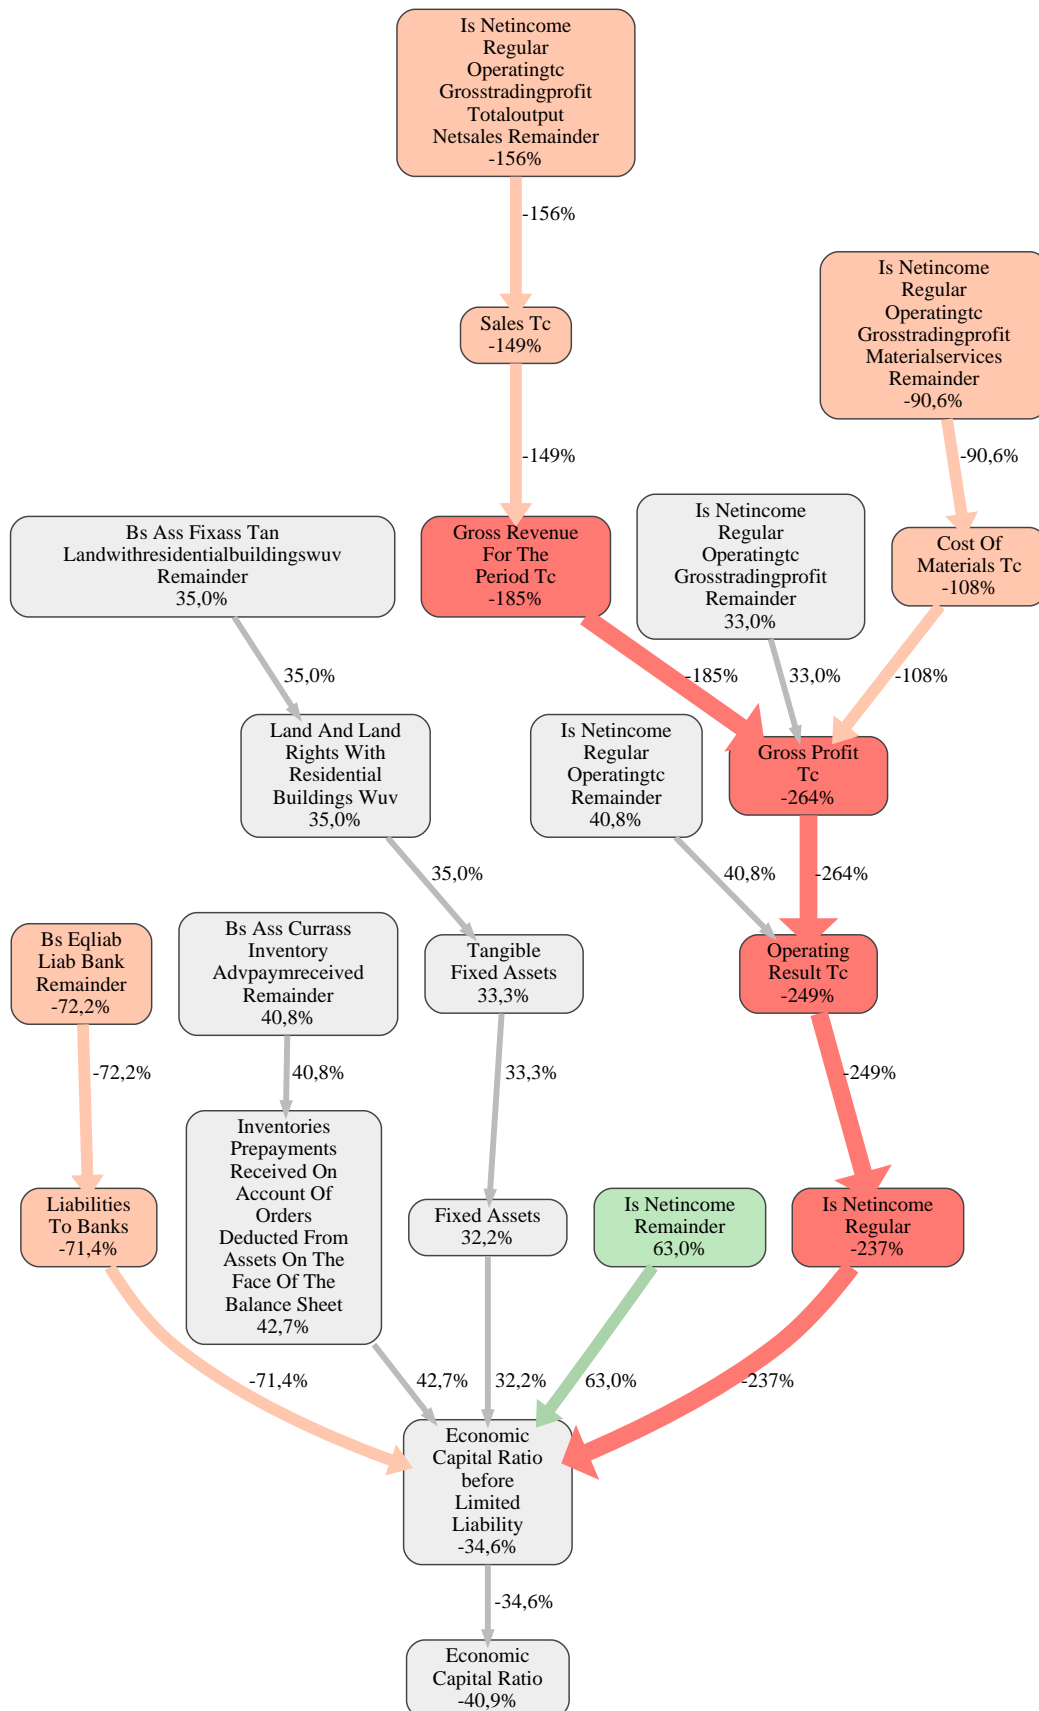 Is Netincome
Regular
Operatingtc
Grosstradingprofit
Totaloutput
Netsales Remainder
-156%
-156%
Sales Tc
-149%
Is Netincome
Regular
Operatingtc
Grosstradingprofit
Materialservices
Remainder
-90,6%
-149%
-90,6%
Bs Ass Fixass Tan
Landwithresidentialbuildingswuv
Remainder
35,0%
Gross Revenue
For The
Period Tc
-185%
Is Netincome
Regular
Operatingtc
Grosstradingprofit
Remainder
33,0%
Cost Of
Materials Tc
-108%
35,0%
-185%
33,0%
-108%
Land And Land
Rights With
Residential
Buildings Wuv
35,0%
Is Netincome
Regular
Operatingtc
Remainder
40,8%
Gross Profit
Tc
-264%
35,0%
40,8%
-264%
Bs Eqliab
Liab Bank
Remainder
-72,2%
Bs Ass Currass
Inventory
Advpaymreceived
Remainder
40,8%
Tangible
Fixed Assets
33,3%
Operating
Result Tc
-249%
-72,2%
40,8%
33,3%
-249%
Liabilities
To Banks
-71,4%
Inventories
Prepayments
Received On
Account Of
Orders
Deducted From
Assets On The
Face Of The
Balance Sheet
42,7%
Fixed Assets
32,2%
Is Netincome
Remainder
63,0%
Is Netincome
Regular
-237%
-71,4%
42,7%
32,2%
63,0%
-237%
Economic
Capital Ratio
before
Limited
Liability
-34,6%
-34,6%
Economic
Capital Ratio
-40,9%